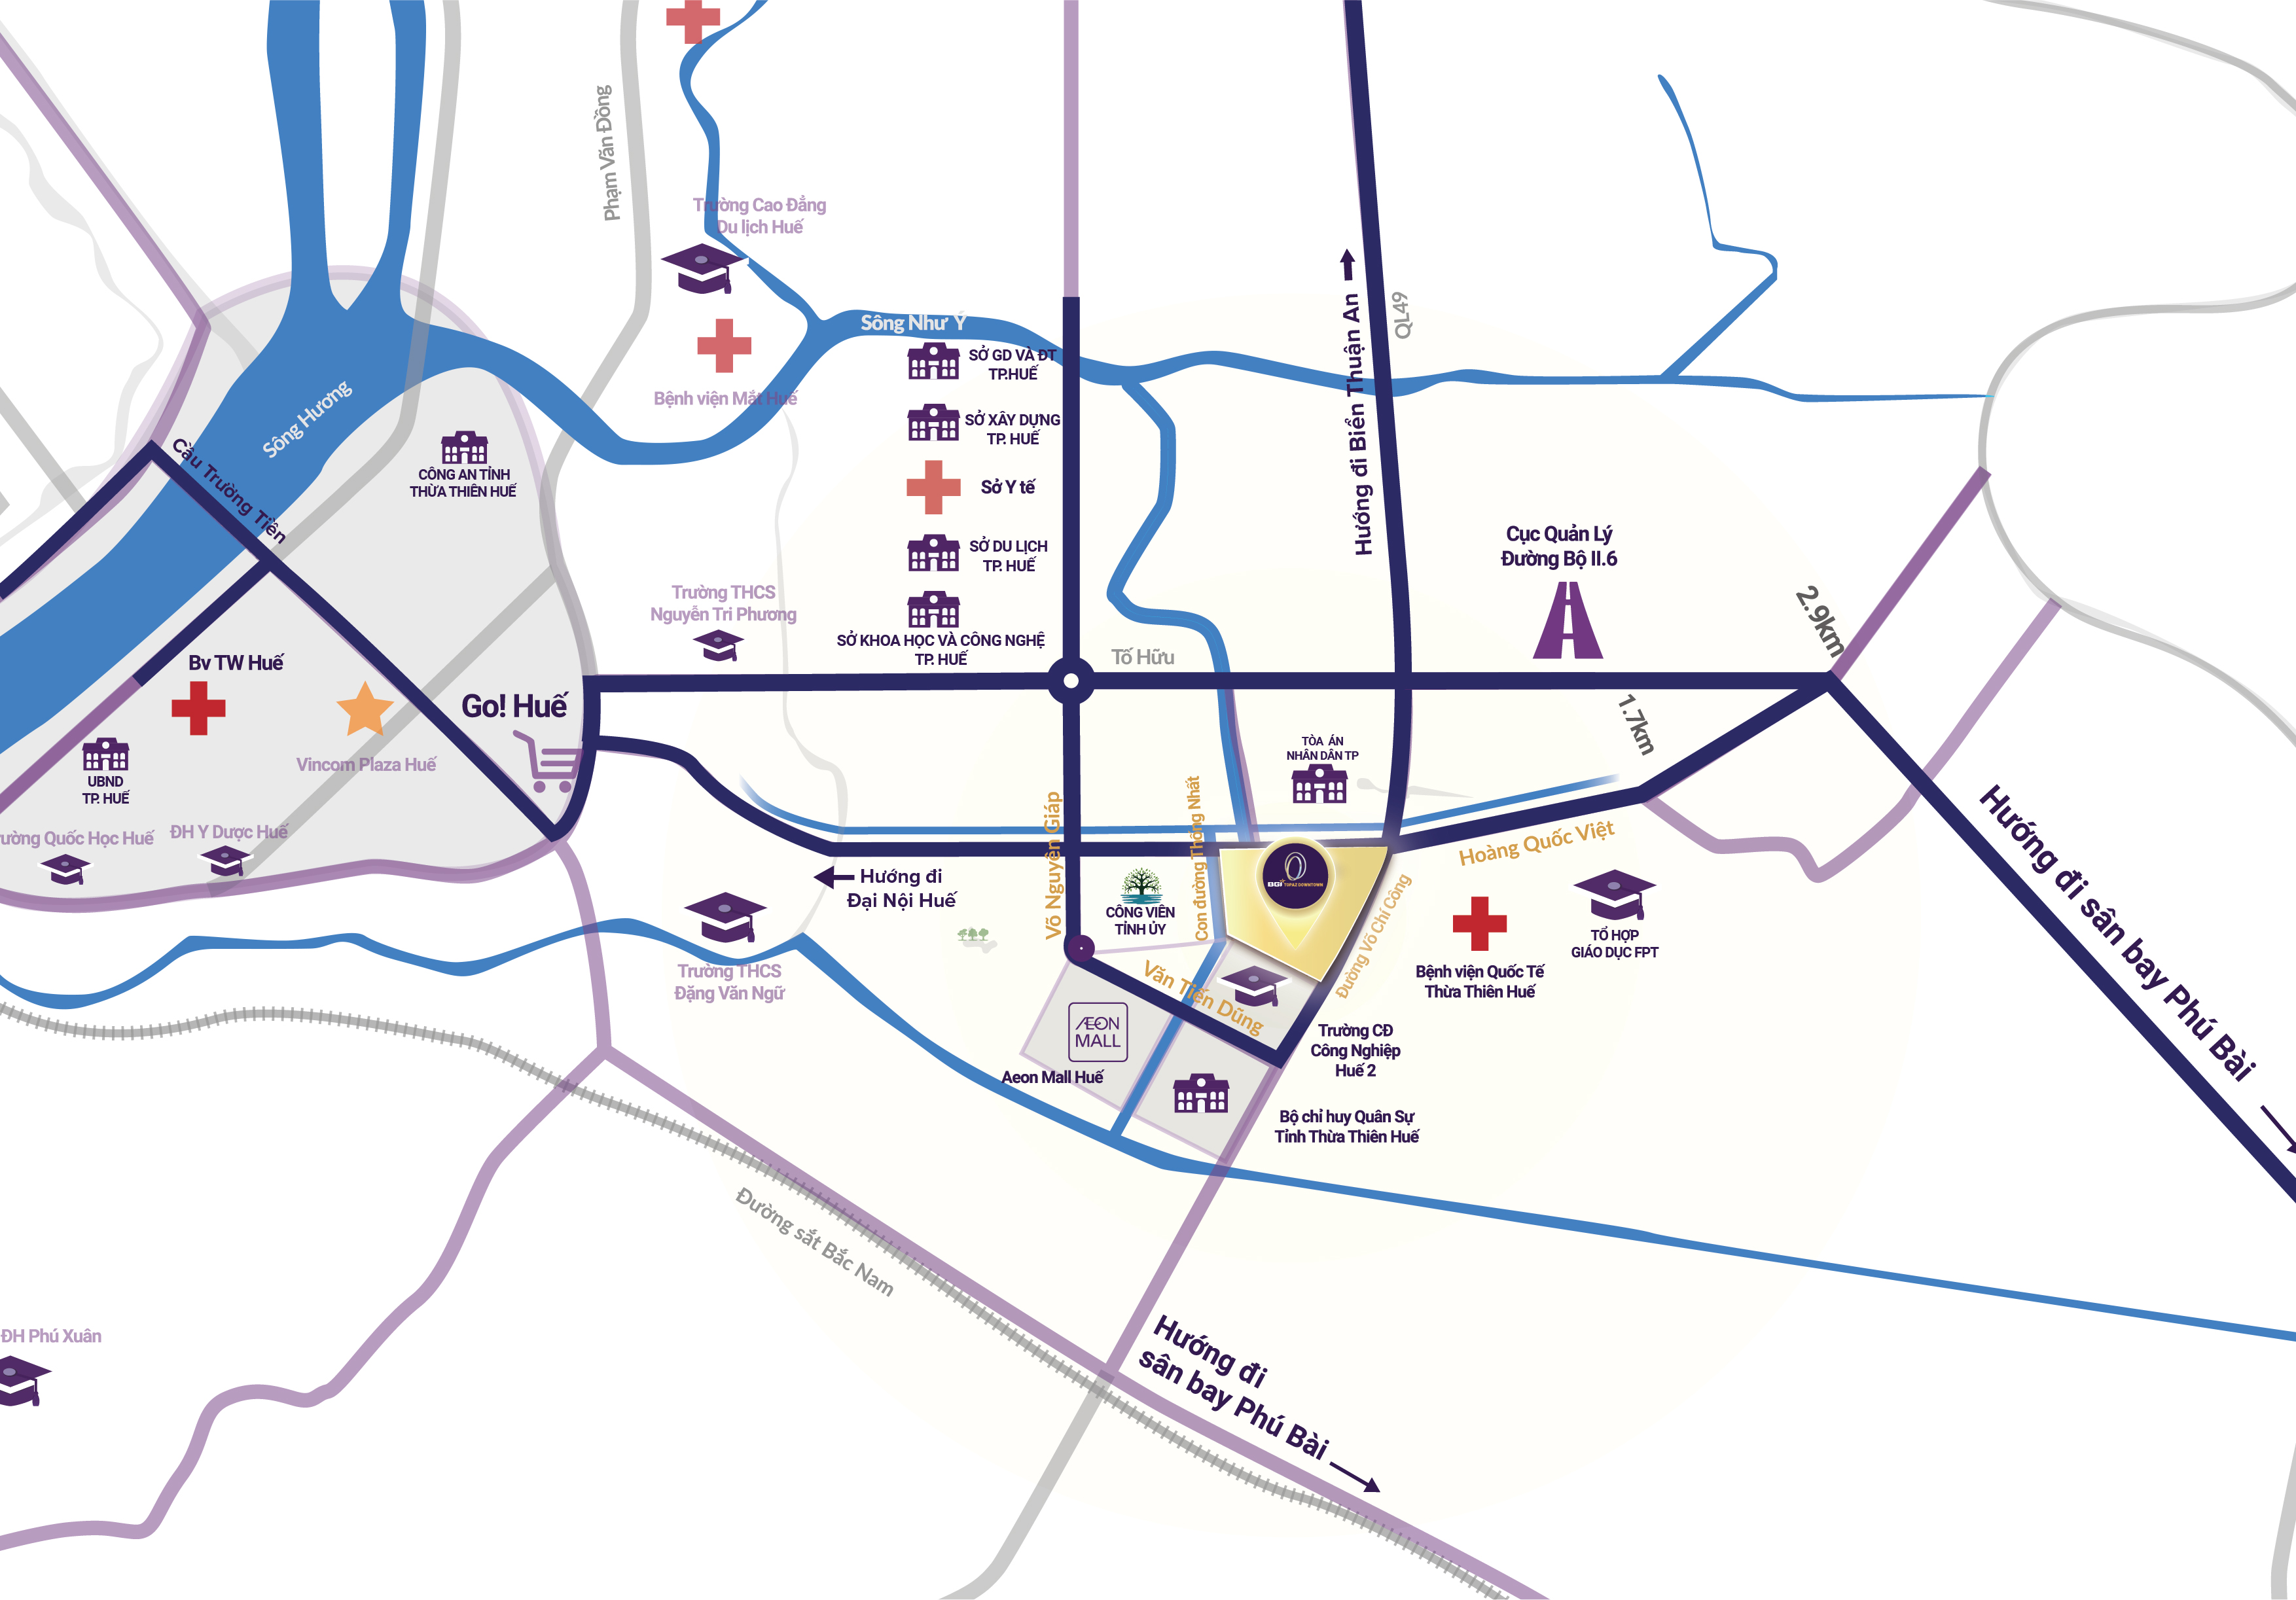 Phạm Văn Đồng
Trường Cao Đẳng
Du lịch Huế
Sông Như Ý
Bệnh viện Mắt Huế
SỞ GD VÀ ĐT
TP.HUẾ
SỞ XÂY DỰNG
TP. HUẾ
Sở Y tế
SỞ DU LỊCH
TP. HUẾ
SỞ KHOA HỌC VÀ CÔNG NGHỆ
TP. HUẾ
Hướng đi Biển Thuận An
QL49
Sông Hương
Cầu Trường Tiền
CÔNG AN TỈNH
THỪA THIÊN HUẾ
Cục Quản Lý
Đường Bộ II.6
2.9km
1.7km
Trường THCS
Nguyễn Tri Phương
Tố Hữu
Bv TW Huế
Go! Huế
Vincom Plaza Huế
UBND
TP. HUẾ
ường Quốc Học Huế
ĐH Y Dược Huế
TÒA ÁN
NHÂN DÂN TP
Võ Nguyên Giáp
Con đường Thống Nhất
Hoàng Quốc Việt
Hướng đi
Đại Nội Huế
CÔNG VIÊN
TỈNH ỦY
BGI TOPAZ DOWNTOWN
Đường Võ Chí Công
Văn Tiến Dũng
TỔ HỢP
GIÁO DỤC FPT
Bệnh viện Quốc Tế
Thừa Thiên Huế
Trường THCS
Đặng Văn Ngữ
ÆON
MALL
Aeon Mall Huế
Trường CĐ
Công Nghiệp
Huế 2
Bộ chỉ huy Quân Sự
Tỉnh Thừa Thiên Huế
Hướng đi sân bay Phú Bài
Đường sắt Bắc Nam
ĐH Phú Xuân
Hướng đi
sân bay Phú Bài